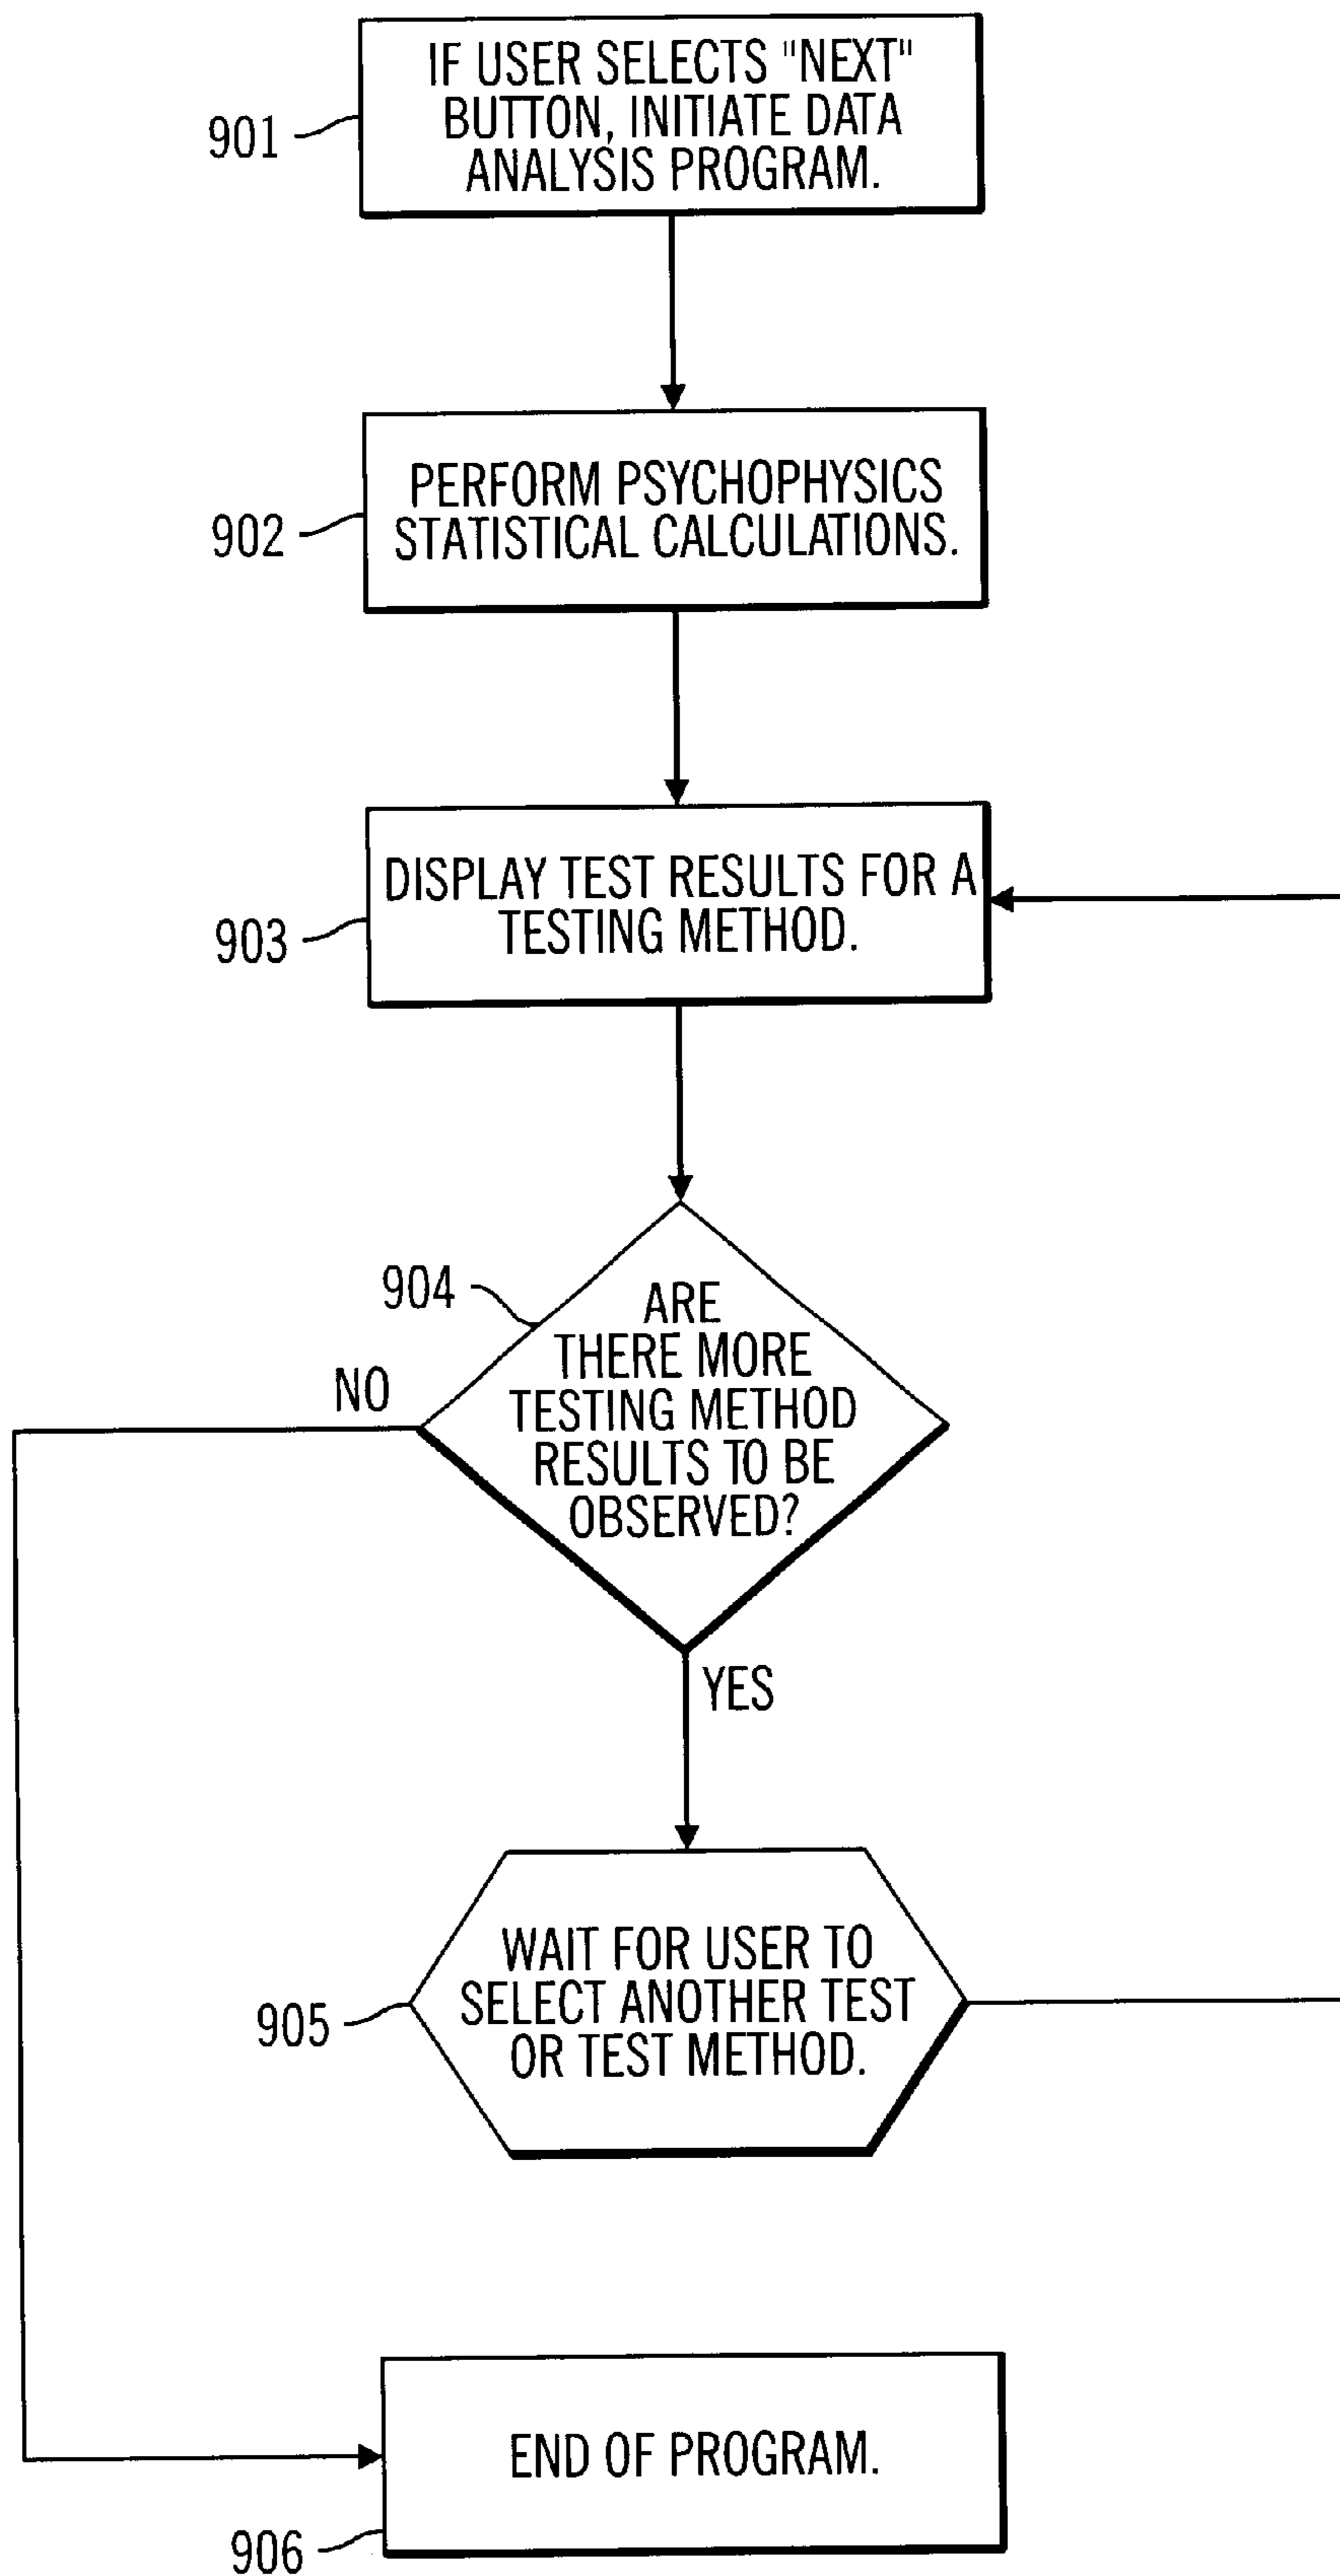 IF USER SELECTS "NEXT"
BUTTON, INITIATE DATA
ANALYSIS PROGRAM.
901
PERFORM PSYCHOPHYSICS
STATISTICAL CALCULATIONS.
902
DISPLAY TEST RESULTS FOR A
TESTING METHOD.
903
904
ARE
THERE MORE
TESTING METHOD
RESULTS TO BE
OBSERVED?
NO
YES
WAIT FOR USER TO
SELECT ANOTHER TEST
OR TEST METHOD.
905
END OF PROGRAM.
906